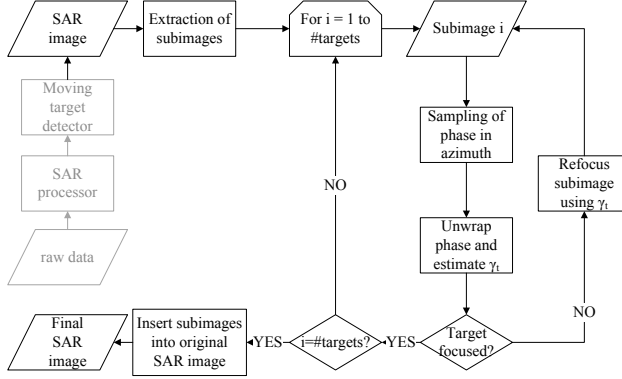 SAR
image
Extraction of
subimages
For i = 1 to
#targets
Subimage i
Moving
target
detector
Sampling of
phase in
azimuth
SAR
processor
NO
Refocus
subimage
using γₜ
raw data
Unwrap
phase and
estimate γₜ
NO
Final
SAR
image
Insert subimages
into original
SAR image
YES
i=#targets?
YES
Target
focused?